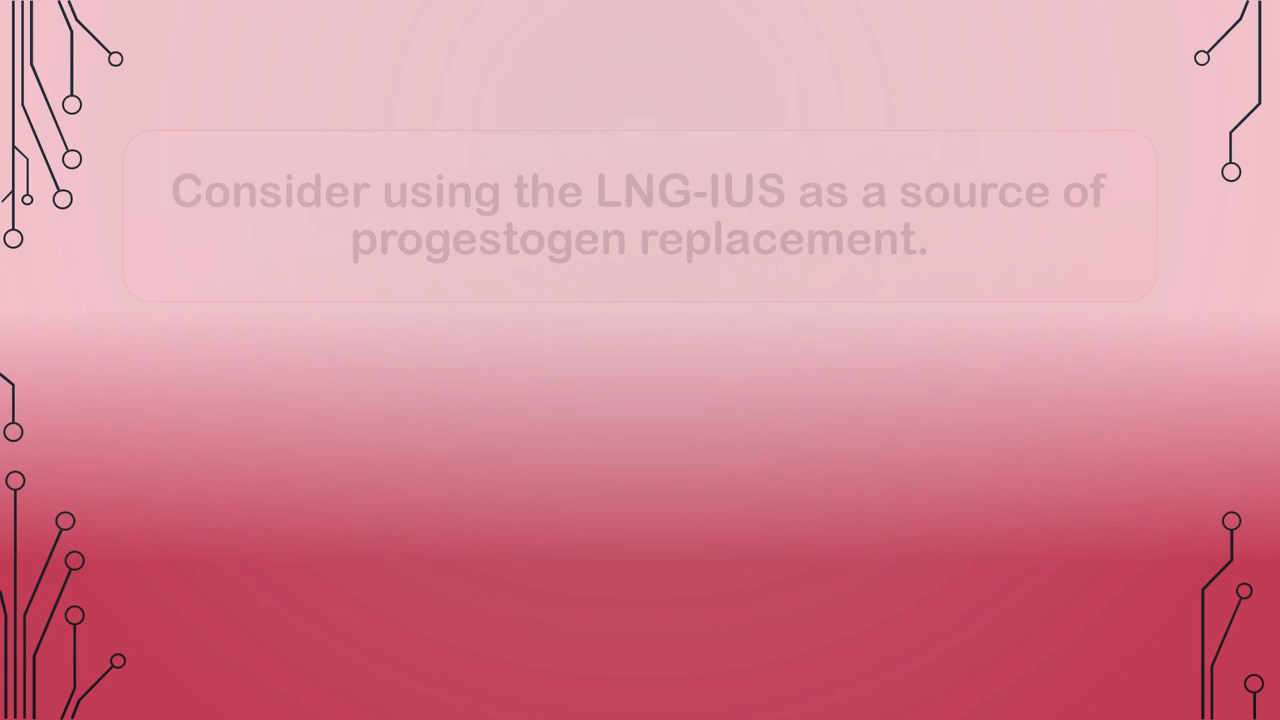 Consider using the LNG-IUS as a source of
progestogen replacement.